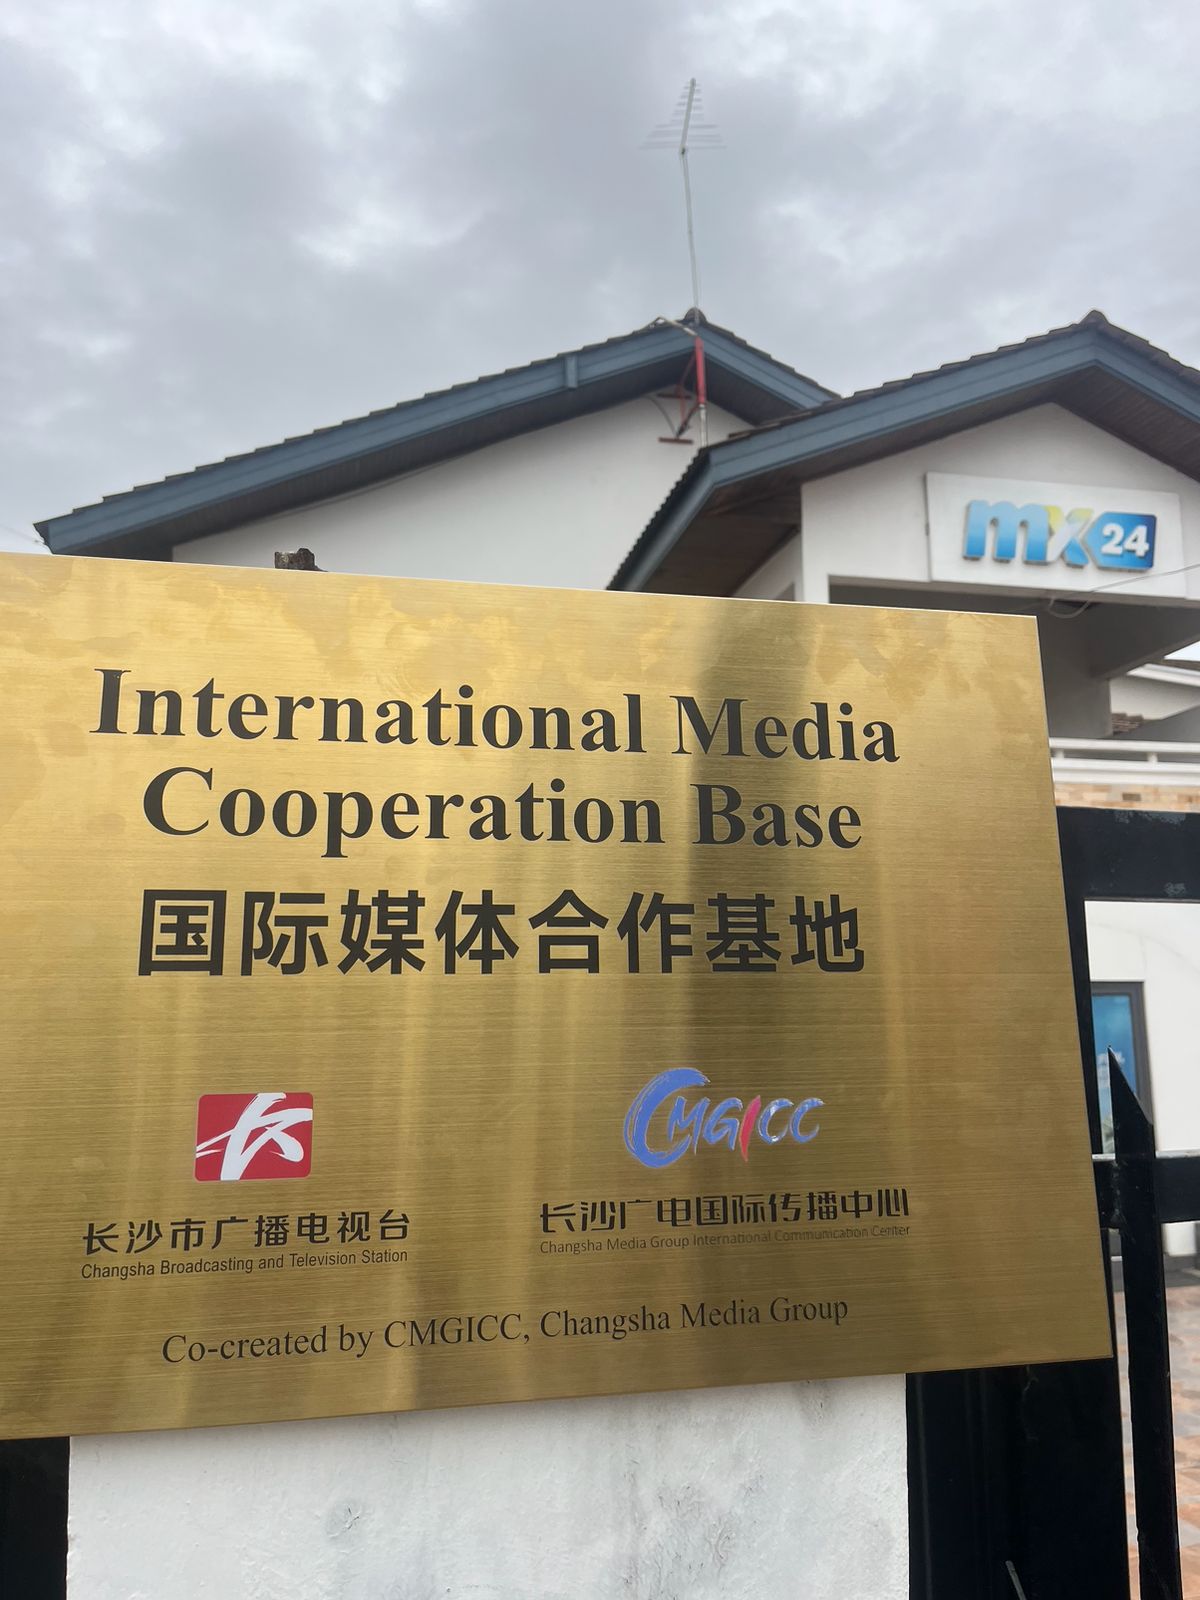 mx 24
International Media
Cooperation Base
国际媒体合作基地
CMGICC
长沙市广播电视台
Changsha Broadcasting and Television Station
长沙广电国际传播中心
Changsha Media Group International Communication Center
Co-created by CMGICC, Changsha Media Group